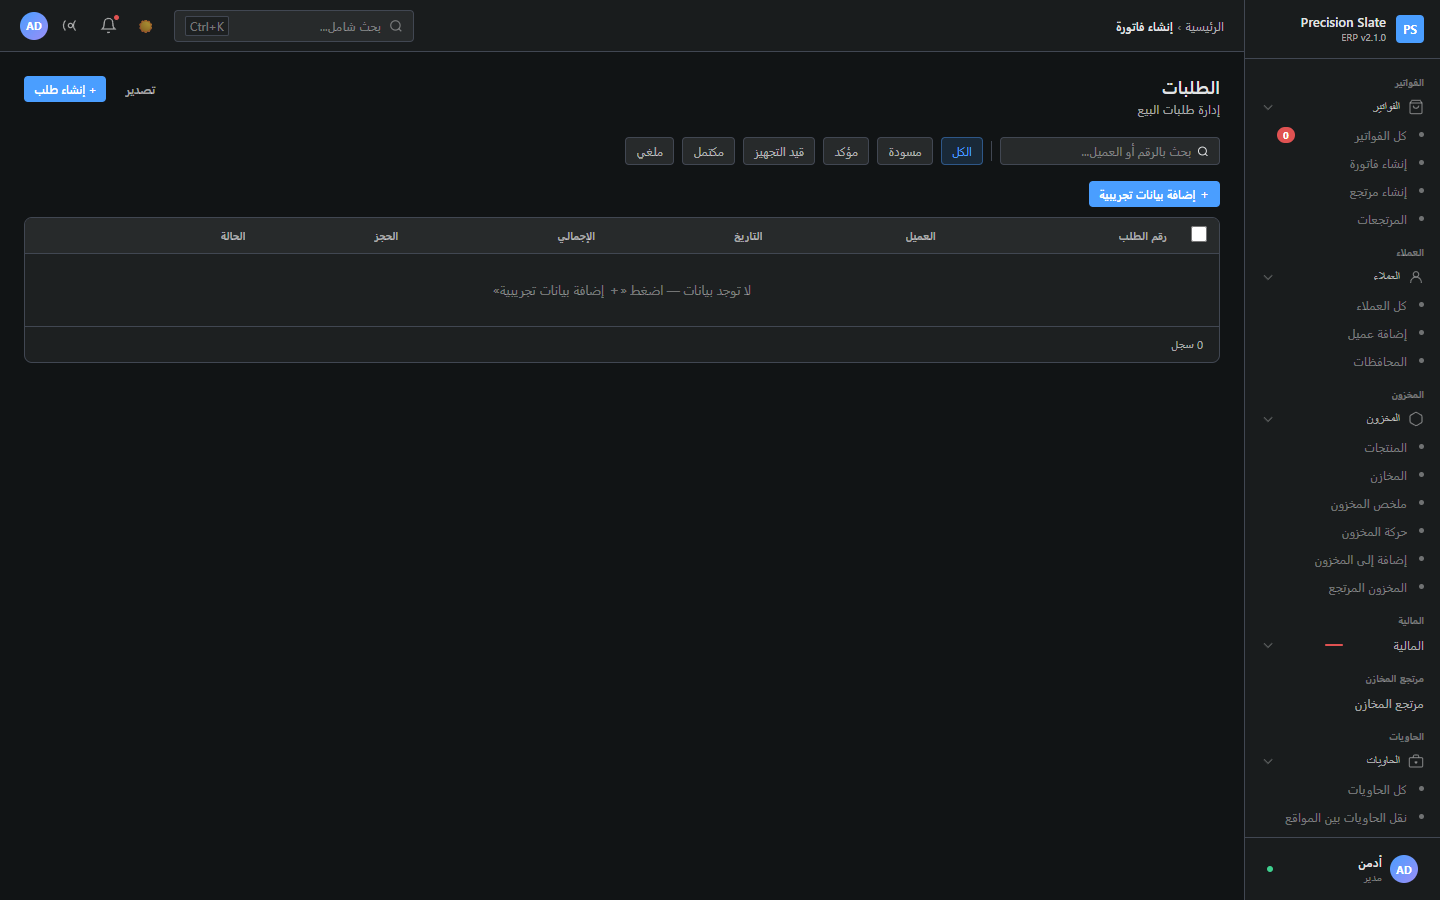 Precision Slate
ERP v2.1.0
PS
الفواتير
الفواتير
كل الفواتير
0
إنشاء فاتورة
إنشاء مرتجع
المرتجعات
العملاء
العملاء
كل العملاء
إضافة عميل
المحافظات
المخزون
المخزون
المنتجات
المخازن
ملخص المخزون
حركة المخزون
إضافة إلى المخزون
المخزون المرتجع
المالية
المالية
مرتجع المخازن
مرتجع المخازن
الحاويات
الحاويات
كل الحاويات
نقل الحاويات بين المواقع
AD
أدمن
مدير
الرئيسية › إنشاء فاتورة
بحث شامل...
Ctrl+K
AD
الطلبات
إدارة طلبات البيع
تصدير
+ إنشاء طلب
بحث بالرقم أو العميل...
الكل
مسودة
مؤكد
قيد التجهيز
مكتمل
ملغي
+ إضافة بيانات تجريبية
رقم الطلب
العميل
التاريخ
الإجمالي
الحجز
الحالة
لا توجد بيانات — اضغط «+ إضافة بيانات تجريبية»
0 سجل